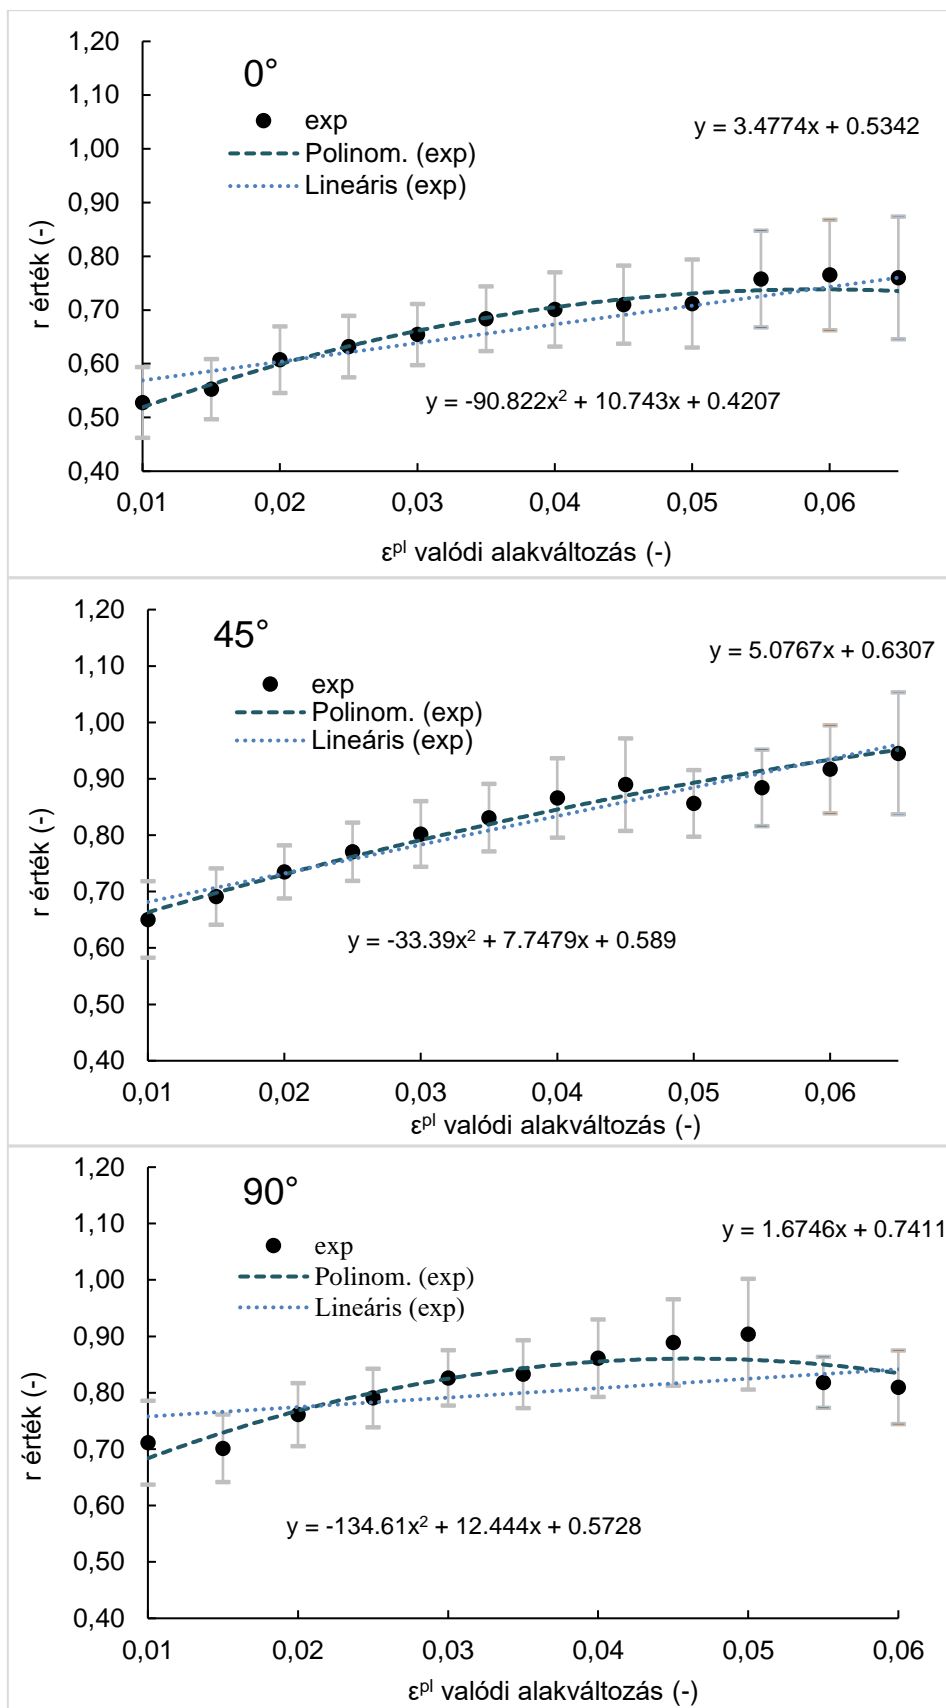 1,20
0°
1,10
exp
y = 3.4774x + 0.5342
1,00
Polinom. (exp)
0,90
Lineáris (exp)
0,80
0,70
0,60
0,50
0,40
y = -90.822x² + 10.743x + 0.4207
r érték (-)
0,01 0,02 0,03 0,04 0,05 0,06
εᵖˡ valódi alakváltozás (-)
1,20
45°
1,10
y = 5.0767x + 0.6307
exp
1,00
Polinom. (exp)
Lineáris (exp)
0,90
0,80
0,70
0,60
0,50
0,40
y = -33.39x² + 7.7479x + 0.589
r érték (-)
0,01 0,02 0,03 0,04 0,05 0,06
εᵖˡ valódi alakváltozás (-)
1,20
90°
1,10
y = 1.6746x + 0.7411
exp
1,00
Polinom. (exp)
Lineáris (exp)
0,90
0,80
0,70
0,60
0,50
0,40
y = -134.61x² + 12.444x + 0.5728
r érték (-)
0,01 0,02 0,03 0,04 0,05 0,06
εᵖˡ valódi alakváltozás (-)